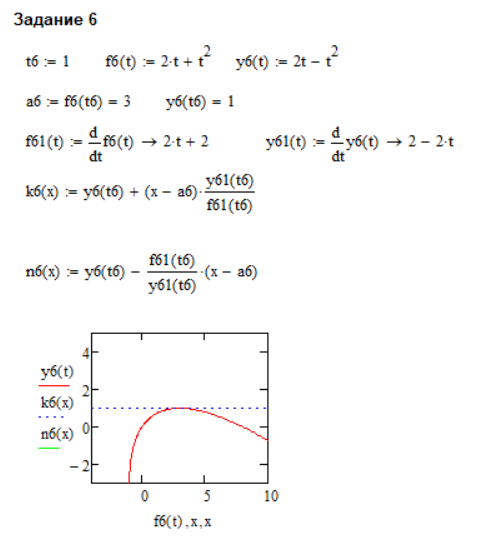 Задание 6
t6 := 1 f6(t) := 2·t + t² y6(t) := 2t − t²
a6 := f6(t6) = 3 y6(t6) = 1
f61(t) := d/dt f6(t) → 2·t + 2 y61(t) := d/dt y6(t) → 2 − 2·t
k6(x) := y6(t6) + (x − a6)· y61(t6)/f61(t6)
n6(x) := y6(t6) − f61(t6)/y61(t6) ·(x − a6)
4
y6(t)
2
k6(x)
0
n6(x)
−2
0 5 10
f6(t) , x , x